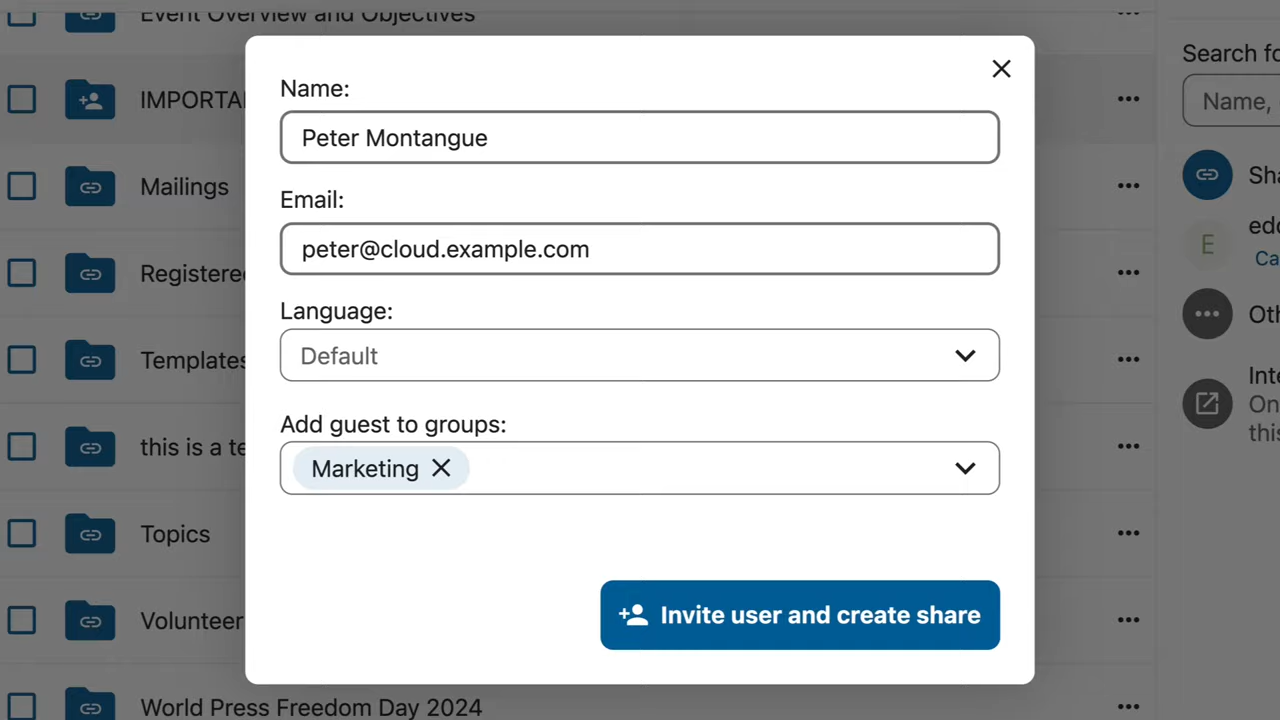 Event Overview and Objectives
IMPORTA
Mailings
Registere
Templates
this is a te
Topics
Volunteer
World Press Freedom Day 2024
Name:
Peter Montangue
Email:
peter@cloud.example.com
Language:
Default
Add guest to groups:
Marketing
Invite user and create share
Search fo
Name,
Sha
E
edd
Ca
Oth
Inte
On
this